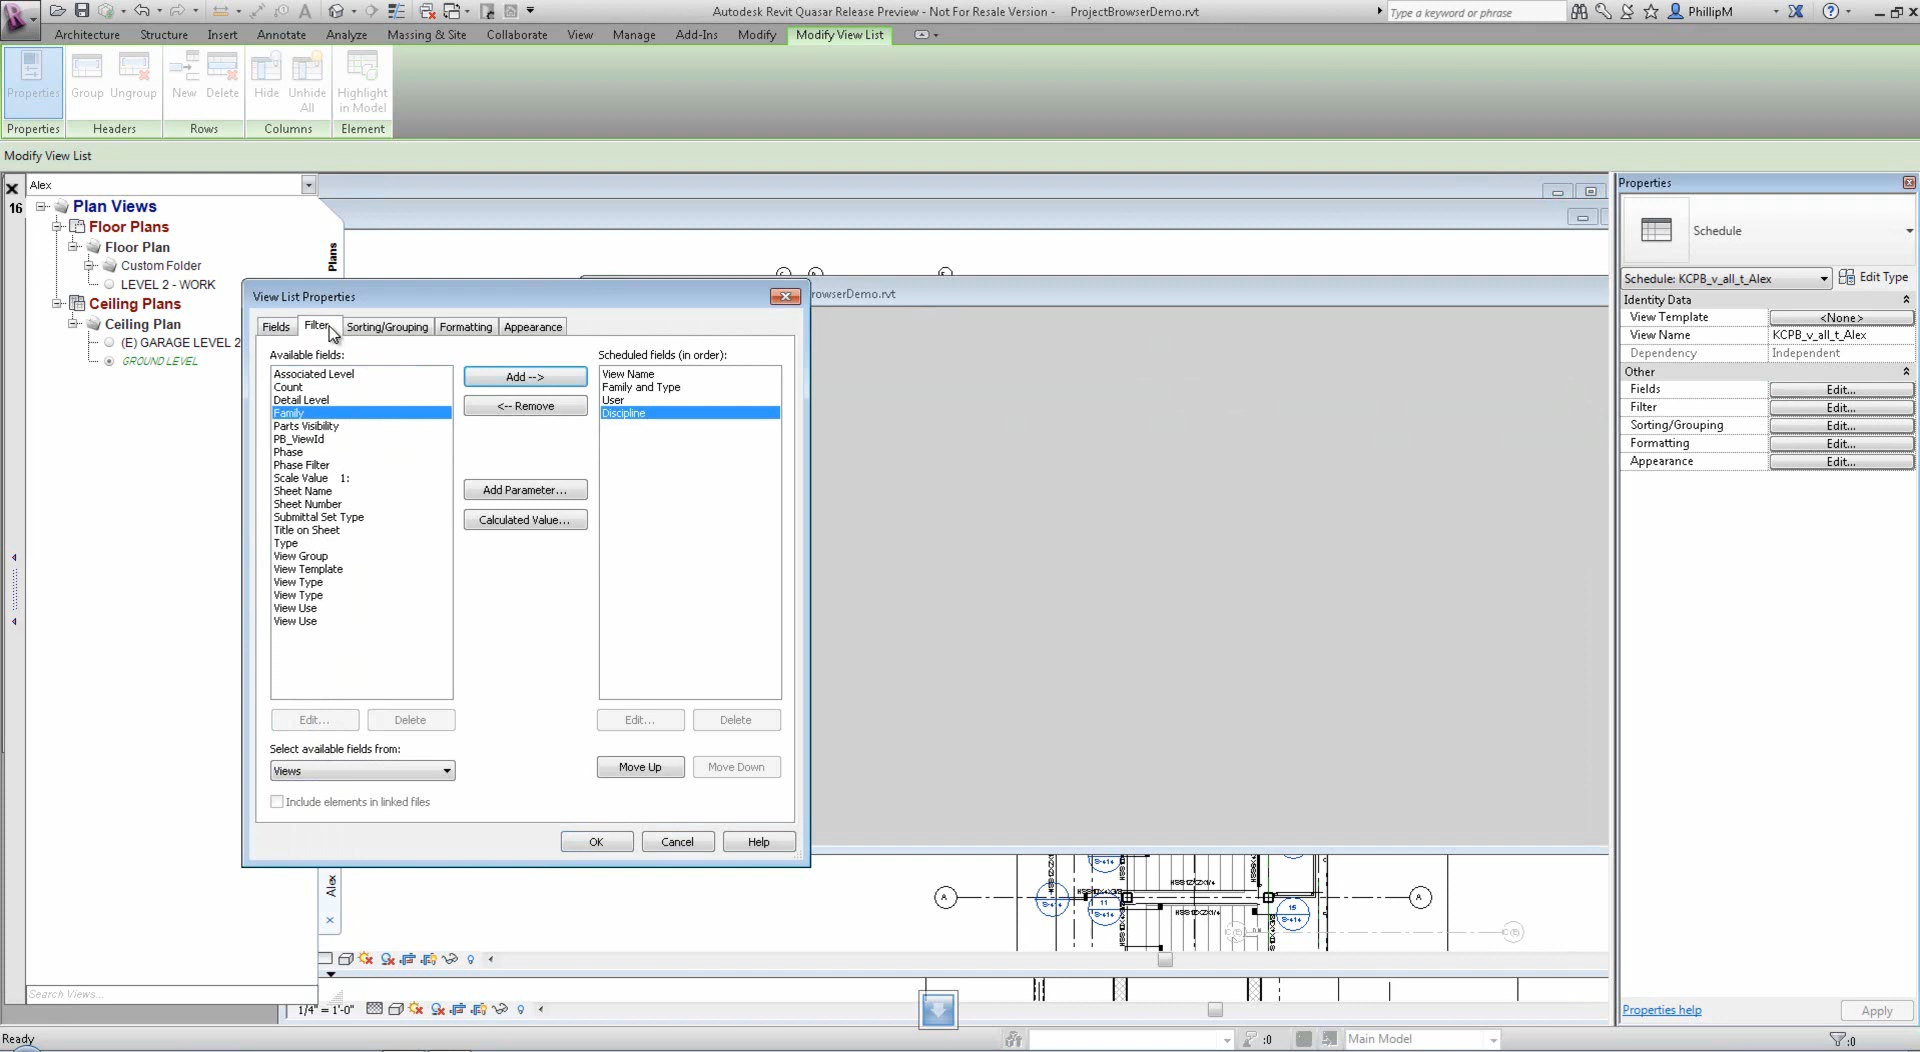 Autodesk Revit Quasar Release Preview - Not For Resale Version - ProjectBrowserDemo.rvt
Type a keyword or phrase
PhillipM
Architecture Structure Insert Annotate Analyze Massing & Site Collaborate View Manage Add-Ins Modify Modify View List
Properties Group Ungroup New Delete Hide Unhide All Highlight in Model
Properties Headers Rows Columns Element
Modify View List
Alex
16
Plan Views
Floor Plans
Floor Plan
Custom Folder
LEVEL 2 - WORK
Ceiling Plans
Ceiling Plan
(E) GARAGE LEVEL 2
GROUND LEVEL
Plans
Alex
Search Views...
View List Properties
rowserDemo.rvt
Fields Filter Sorting/Grouping Formatting Appearance
Available fields:
Associated Level
Count
Detail Level
Family
Parts Visibility
PB_ViewId
Phase
Phase Filter
Scale Value 1:
Sheet Name
Sheet Number
Submittal Set Type
Title on Sheet
Type
View Group
View Template
View Type
View Type
View Use
View Use
Add -->
<-- Remove
Add Parameter...
Calculated Value...
Scheduled fields (in order):
View Name
Family and Type
User
Discipline
Edit... Delete
Edit... Delete
Select available fields from:
Views
Move Up Move Down
Include elements in linked files
OK Cancel Help
Properties
Schedule
Schedule: KCPB_v_all_t_Alex
Edit Type
Identity Data
View Template <None>
View Name KCPB_v_all_t_Alex
Dependency Independent
Other
Fields Edit...
Filter Edit...
Sorting/Grouping Edit...
Formatting Edit...
Appearance Edit...
Properties help
Apply
A
11
S-414
S-414
15
S-414
A
1/4" = 1'-0"
Ready
:0
Main Model
:0